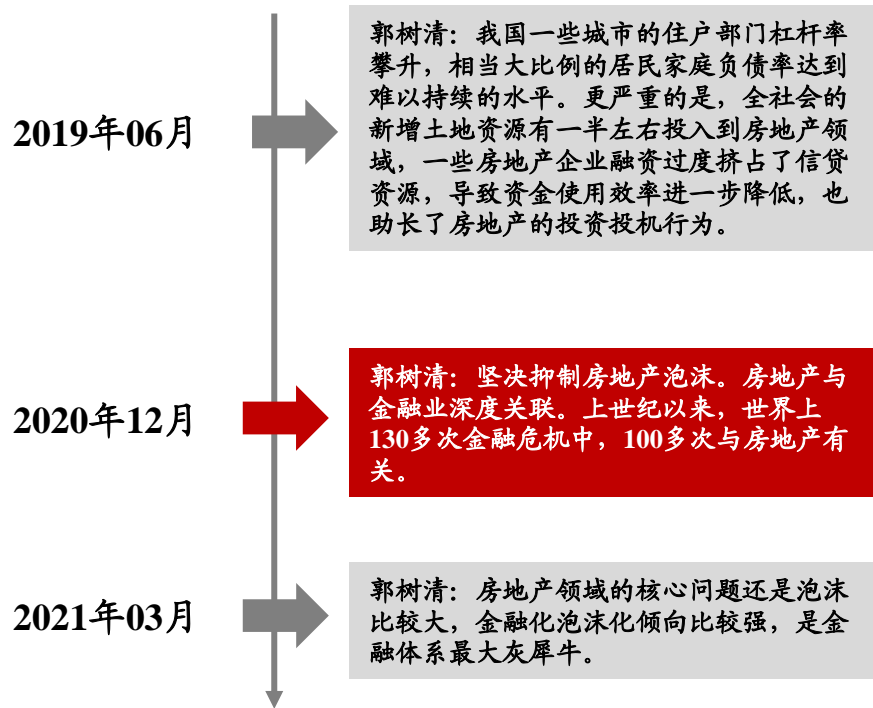 2019年06月
郭树清：我国一些城市的住户部门杠杆率
攀升，相当大比例的居民家庭负债率达到
难以持续的水平。更严重的是，全社会的
新增土地资源有一半左右投入到房地产领
域，一些房地产企业融资过度挤占了信贷
资源，导致资金使用效率进一步降低，也
助长了房地产的投资投机行为。
2020年12月
郭树清：坚决抑制房地产泡沫。房地产与
金融业深度关联。上世纪以来，世界上
130多次金融危机中，100多次与房地产有
关。
2021年03月
郭树清：房地产领域的核心问题还是泡沫
比较大，金融化泡沫化倾向比较强，是金
融体系最大灰犀牛。